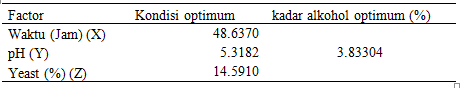 Factor Kondisi optimum kadar alkohol optimum (%)
Waktu (Jam) (X) 48.6370
pH (Y) 5.3182 3.83304
Yeast (%) (Z) 14.5910